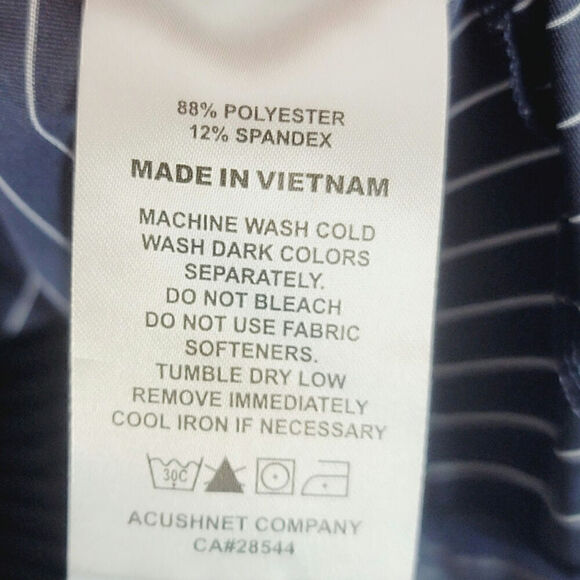 88% POLYESTER
12% SPANDEX
MADE IN VIETNAM
MACHINE WASH COLD
WASH DARK COLORS
SEPARATELY.
DO NOT BLEACH
DO NOT USE FABRIC
SOFTENERS.
TUMBLE DRY LOW
REMOVE IMMEDIATELY
COOL IRON IF NECESSARY
30C
ACUSHNET COMPANY
CA#28544